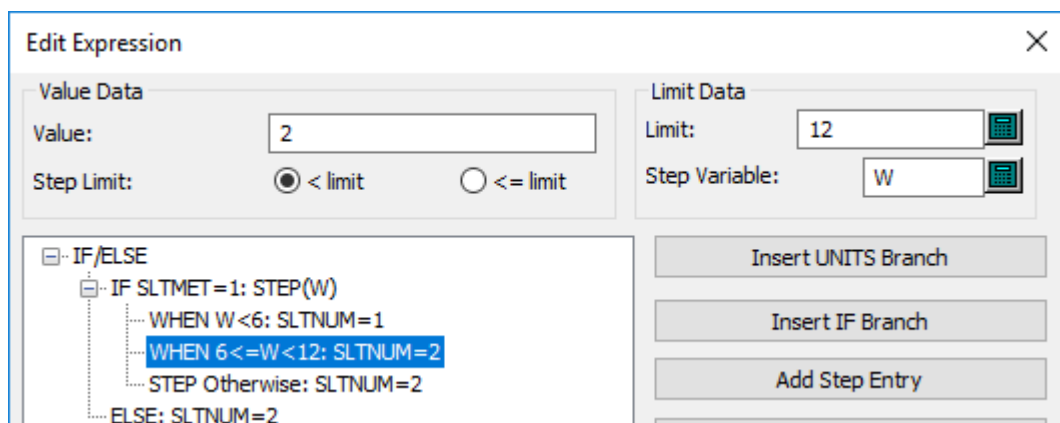 Edit Expression
Value Data
Value: 2
Step Limit: < limit <= limit
Limit Data
Limit: 12
Step Variable: W
IF/ELSE
IF SLTMET=1: STEP(W)
WHEN W<6: SLTNUM=1
WHEN 6<=W<12: SLTNUM=2
STEP Otherwise: SLTNUM=2
ELSE: SLTNUM=2
Insert UNITS Branch
Insert IF Branch
Add Step Entry